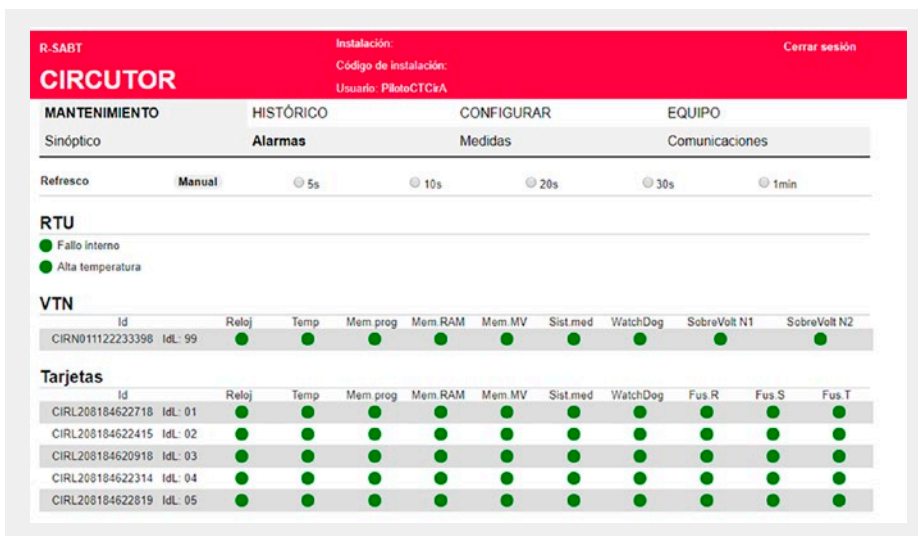 R-SABT Instalación: Cerrar sesión
CIRCUTOR Código de instalación:
Usuario: PilotoCTCirA
MANTENIMIENTO HISTÓRICO CONFIGURAR EQUIPO
Sinóptico Alarmas Medidas Comunicaciones
Refresco Manual 5s 10s 20s 30s 1min
RTU
Fallo interno
Alta temperatura
VTN
Id Reloj Temp Mem.prog Mem.RAM Mem.MV Sist.med WatchDog SobreVolt N1 SobreVolt N2
CIRN011122233398 IdL: 99
Tarjetas
Id Reloj Temp Mem.prog Mem.RAM Mem.MV Sist.med WatchDog Fus.R Fus.S Fus.T
CIRL208184622718 IdL: 01
CIRL208184622415 IdL: 02
CIRL208184620918 IdL: 03
CIRL208184622314 IdL: 04
CIRL208184622819 IdL: 05